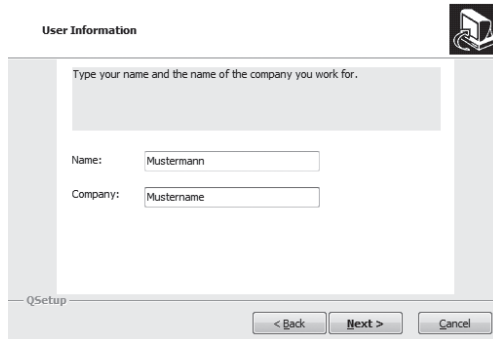 User Information
Type your name and the name of the company you work for.
Name: Mustermann
Company: Mustername
QSetup
< Back Next > Cancel